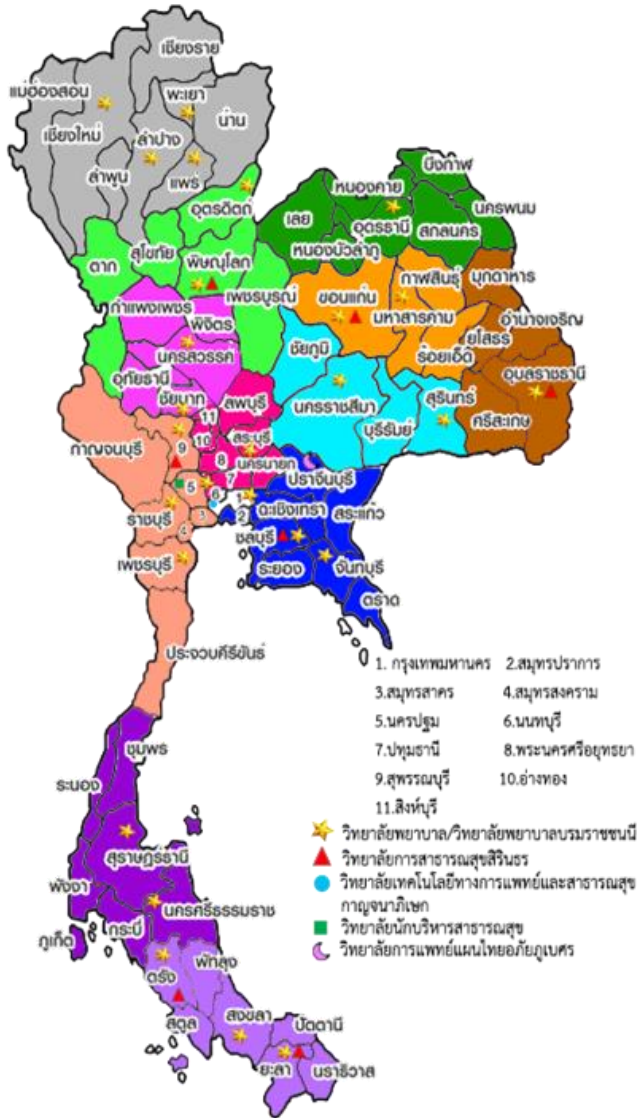 เชียงราย
แม่ฮ่องสอน
พะเยา
น่าน
เชียงใหม่
ลำปาง
ลำพูน
แพร่
อุตรดิตถ์
บึงกาฬ
หนองคาย
นครพนม
เลย
อุดรธานี
สกลนคร
หนองบัวลำภู
สุโขทัย
ตาก
พิษณุโลก
เพชรบูรณ์
กาฬสินธุ์
มุกดาหาร
ขอนแก่น
มหาสารคาม
อำนาจเจริญ
กำแพงเพชร
พิจิตร
ยโสธร
ชัยภูมิ
ร้อยเอ็ด
นครสวรรค์
อุบลราชธานี
อุทัยธานี
ชัยนาท
ลพบุรี
นครราชสีมา
สุรินทร์
บุรีรัมย์
ศรีสะเกษ
11
10
สระบุรี
กาญจนบุรี
9
8
นครนายก
7
ปราจีนบุรี
5
6
1
2
ฉะเชิงเทรา
สระแก้ว
ราชบุรี
3
4
ชลบุรี
เพชรบุรี
ระยอง
จันทบุรี
ตราด
ประจวบคีรีขันธ์
1. กรุงเทพมหานคร 2.สมุทรปราการ
3.สมุทรสาคร 4.สมุทรสงคราม
5.นครปฐม 6.นนทบุรี
7.ปทุมธานี 8.พระนครศรีอยุทธยา
9.สุพรรณบุรี 10.อ่างทอง
11.สิงห์บุรี
วิทยาลัยพยาบาล/วิทยาลัยพยาบาลบรมราชชนนี
วิทยาลัยการสาธารณสุขสิรินธร
วิทยาลัยเทคโนโลยีทางการแพทย์และสาธารณสุข
กาญจนาภิเษก
วิทยาลัยนักบริหารสาธารณสุข
วิทยาลัยการแพทย์แผนไทยอภัยภูเบศร
ชุมพร
ระนอง
สุราษฎร์ธานี
พังงา
นครศรีธรรมราช
ภูเก็ต
กระบี่
ตรัง
พัทลุง
สตูล
สงขลา
ปัตตานี
ยะลา
นราธิวาส